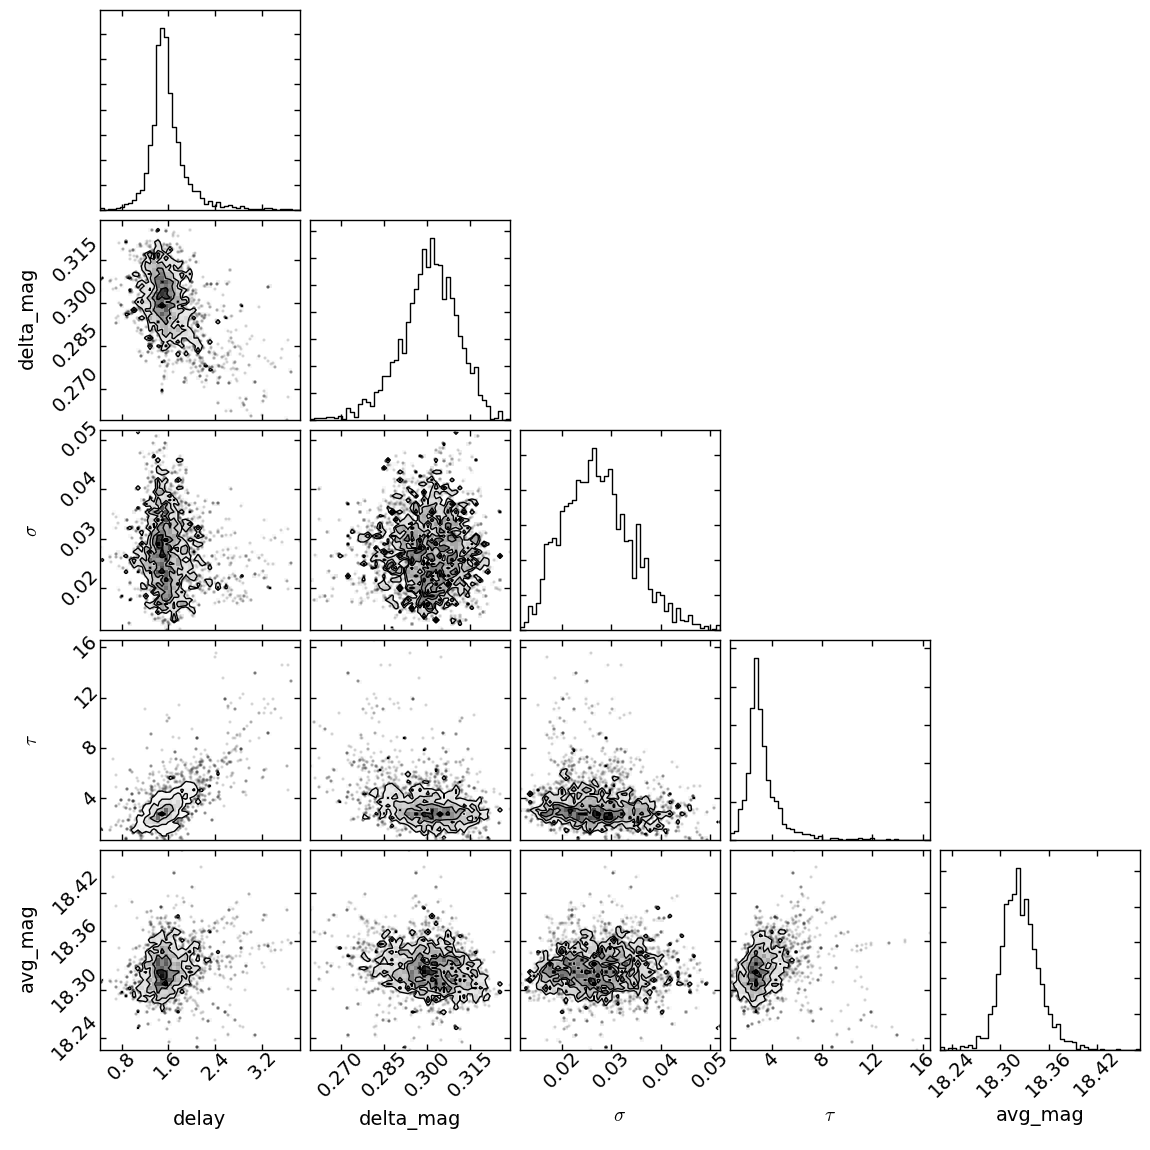 delta_mag
0.315
0.300
0.285
0.270
σ
0.05
0.04
0.03
0.02
τ
16
12
8
4
avg_mag
18.42
18.36
18.30
18.24
0.8 1.6 2.4 3.2
0.270 0.285 0.300 0.315
0.02 0.03 0.04 0.05
4 8 12 16
18.24 18.30 18.36 18.42
delay delta_mag σ τ avg_mag